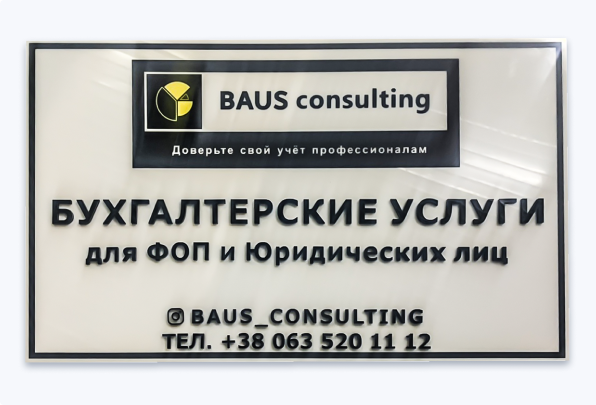 BAUS consulting
Доверьте свой учёт профессионалам
БУХГАЛТЕРСКИЕ УСЛУГИ
для ФОП и Юридических лиц
BAUS_CONSULTING
ТЕЛ. +38 063 520 11 12